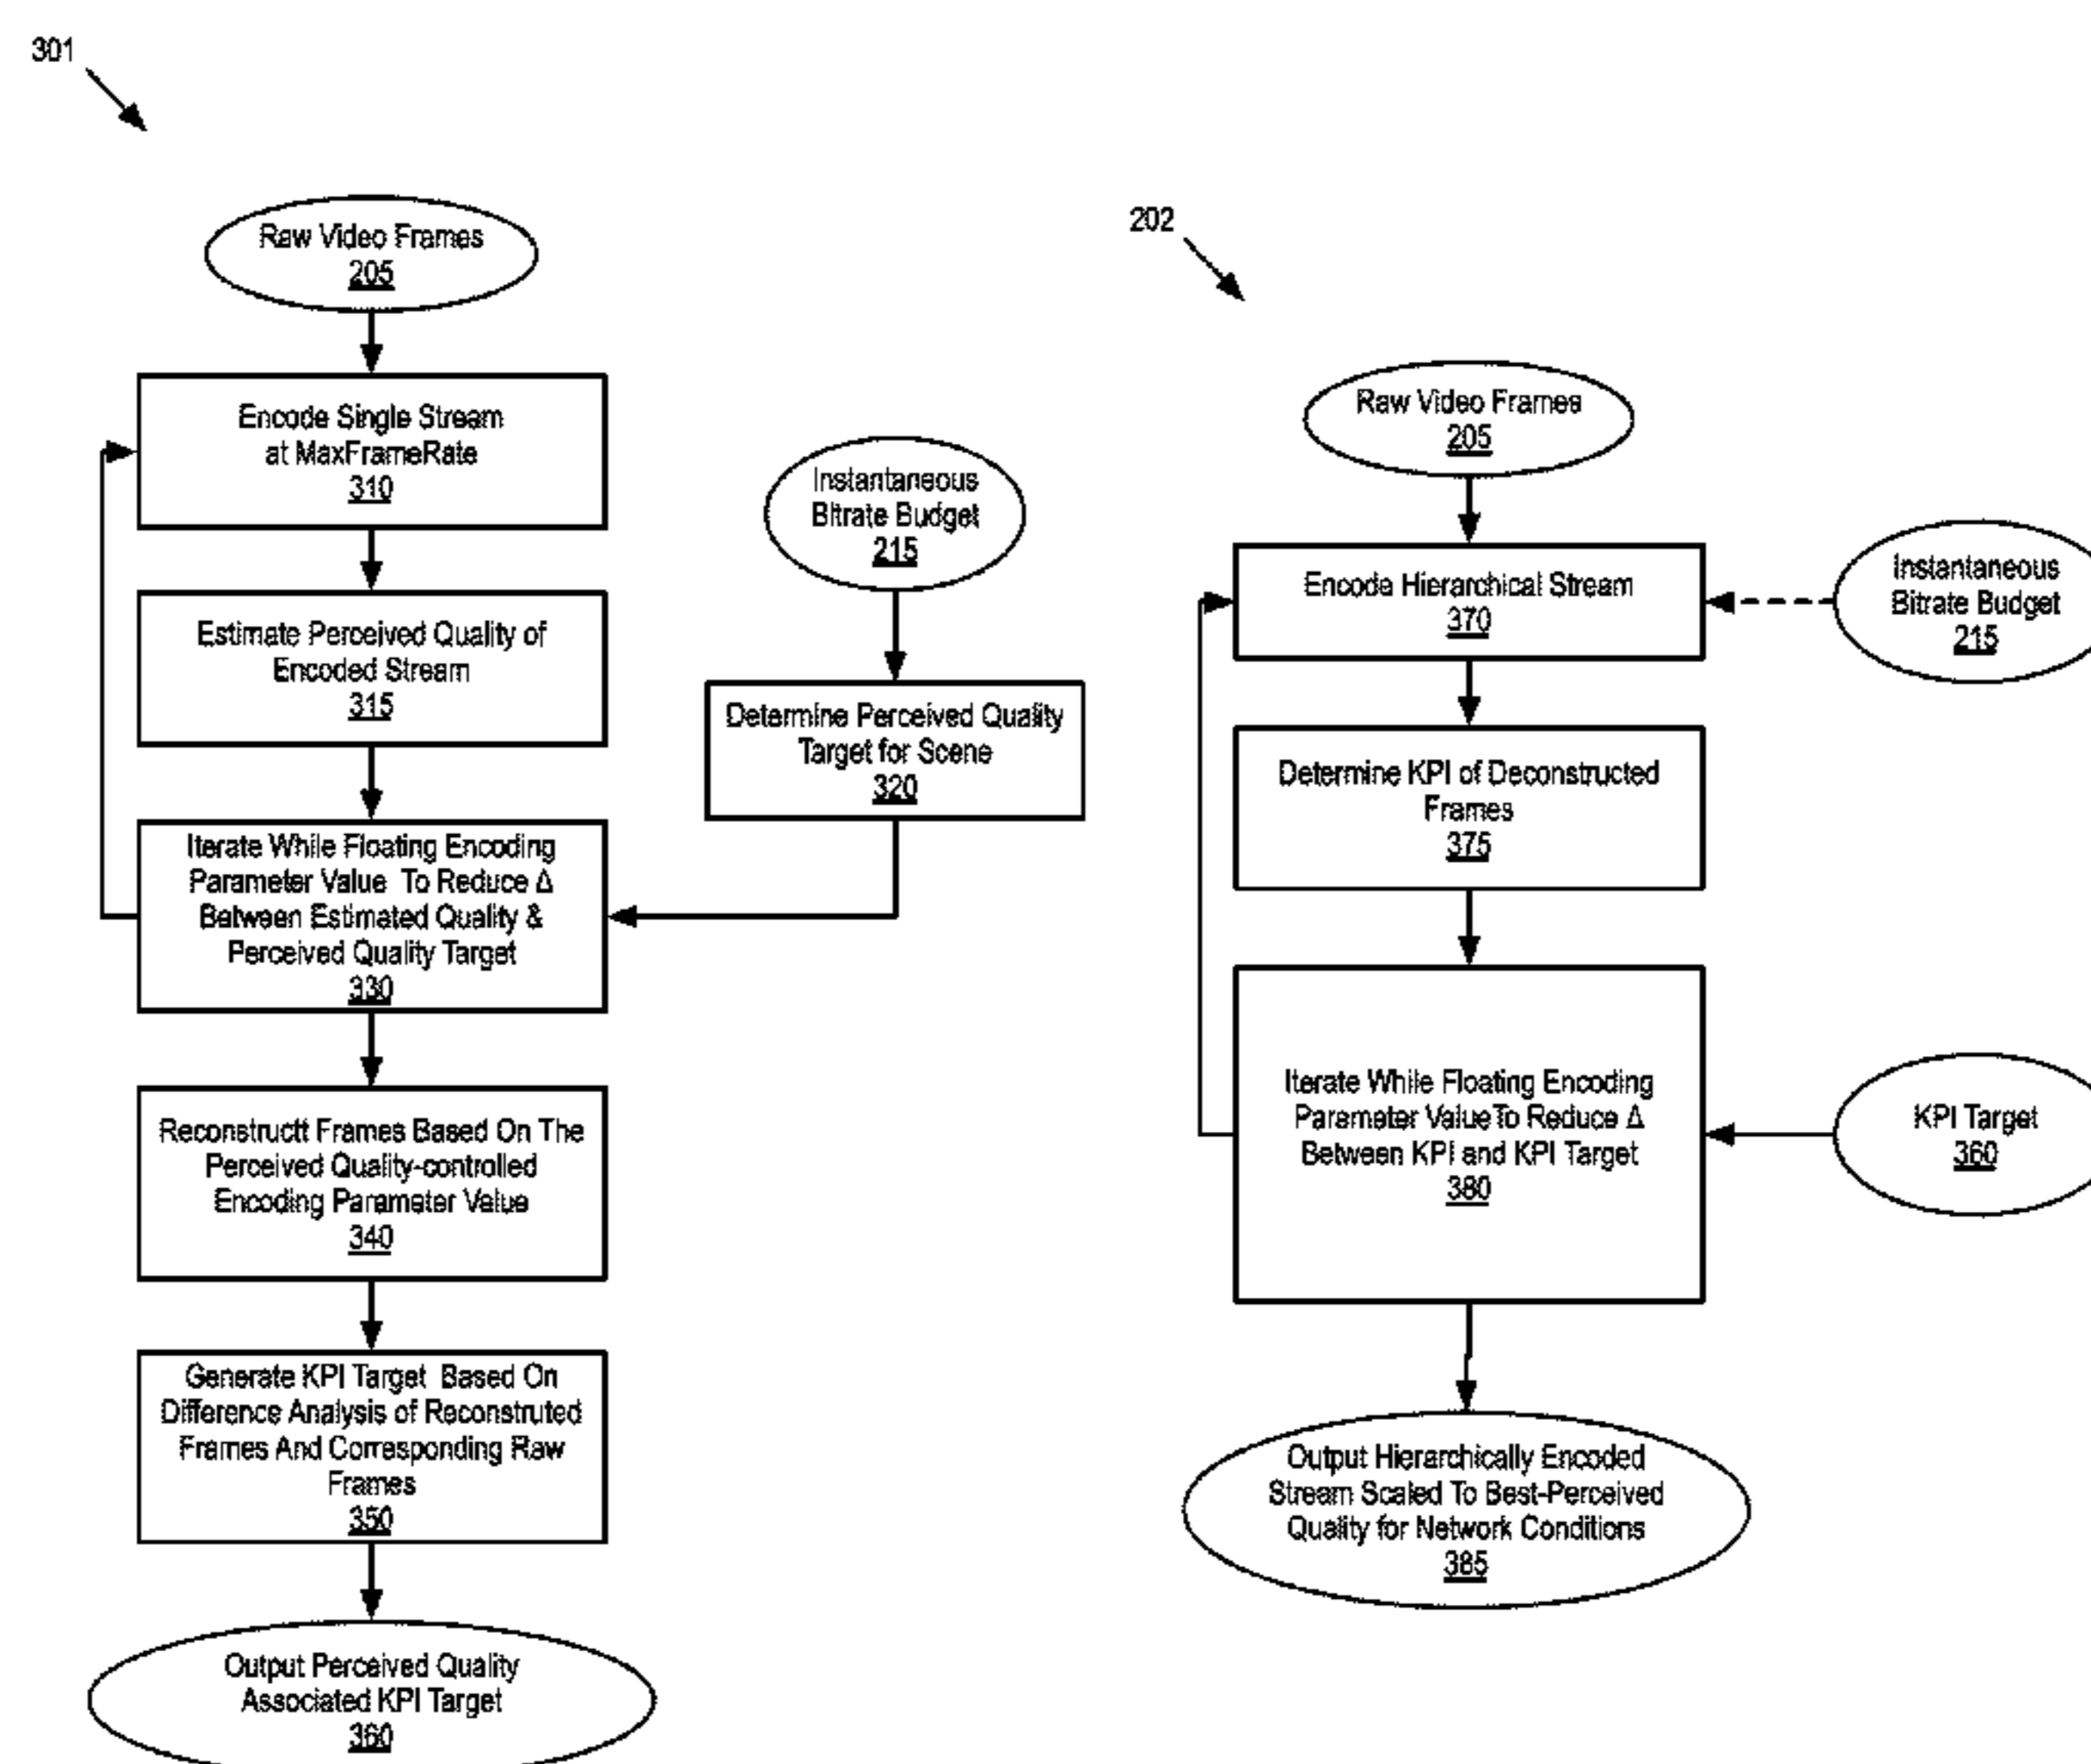 301
Raw Video Frames
205
Encode Single Stream
at MaxFrameRate
310
Estimate Perceived Quality of
Encoded Stream
315
Instantaneous
Bitrate Budget
215
Determine Perceived Quality
Target for Scene
320
Iterate While Floating Encoding
Parameter Value To Reduce Δ
Between Estimated Quality &
Perceived Quality Target
330
Reconstructt Frames Based On The
Perceived Quality-controlled
Encoding Parameter Value
340
Generate KPI Target Based On
Difference Analysis of Reconstruted
Frames And Corresponding Raw
Frames
350
Output Perceived Quality
Associated KPI Target
360
202
Raw Video Frames
205
Encode Hierarchical Stream
370
Instantaneous
Bitrate Budget
215
Determine KPI of Deconstructed
Frames
375
Iterate While Floating Encoding
Parameter ValueTo Reduce Δ
Between KPI and KPI Target
380
KPI Target
360
Output Hierarchically Encoded
Stream Scaled To Best-Perceived
Quality for Network Conditions
385